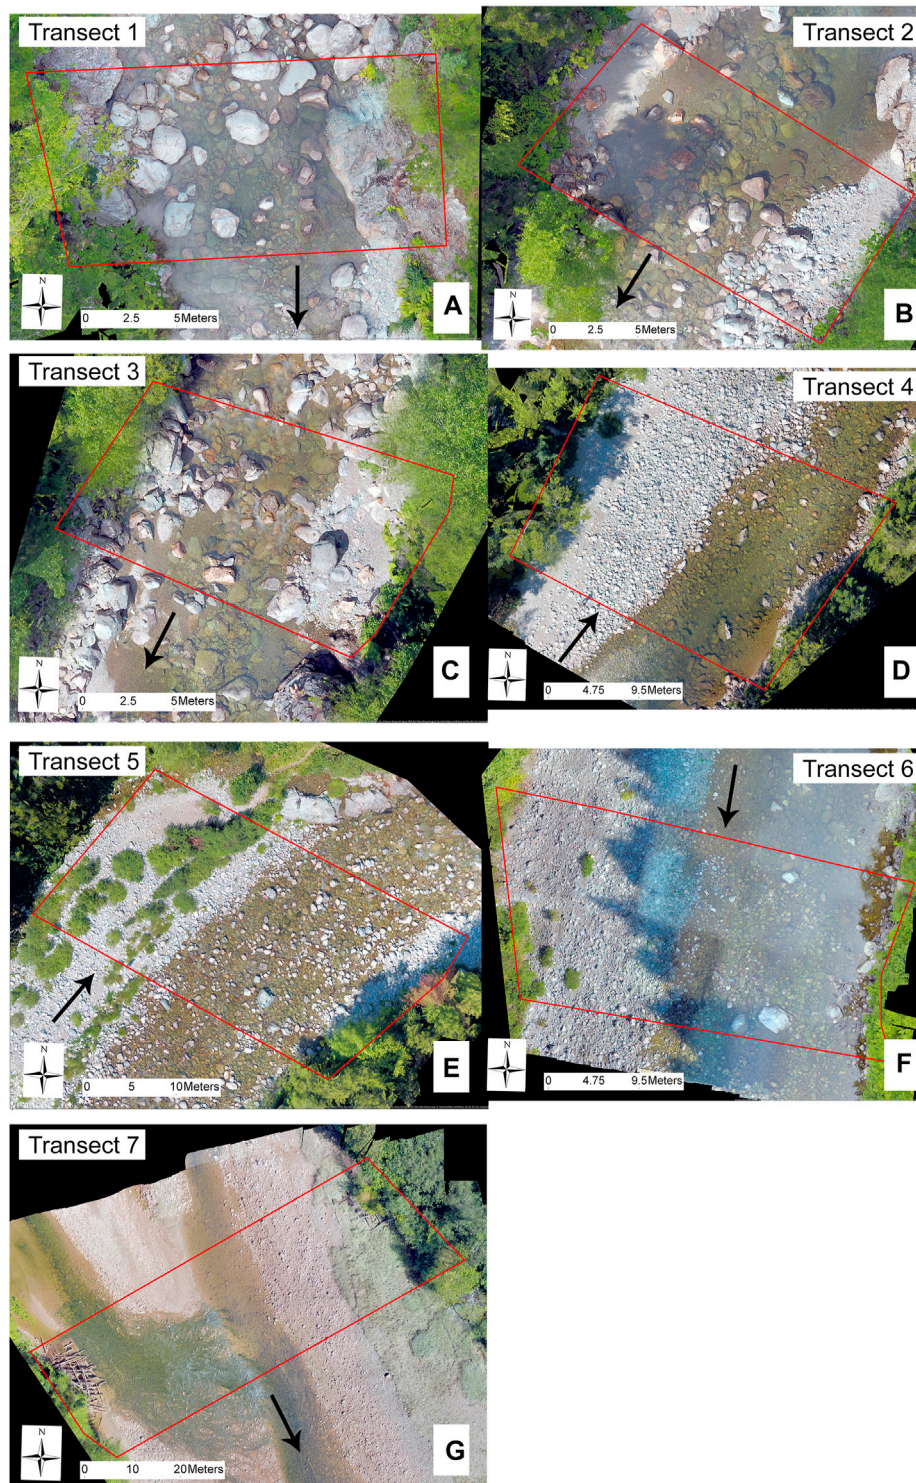 Transect 1
N
0 2.5 5Meters
A
Transect 2
N
0 2.5 5Meters
B
Transect 3
N
0 2.5 5Meters
C
Transect 4
N
0 4.75 9.5Meters
D
Transect 5
N
0 5 10Meters
E
Transect 6
N
0 4.75 9.5Meters
F
Transect 7
N
0 10 20Meters
G